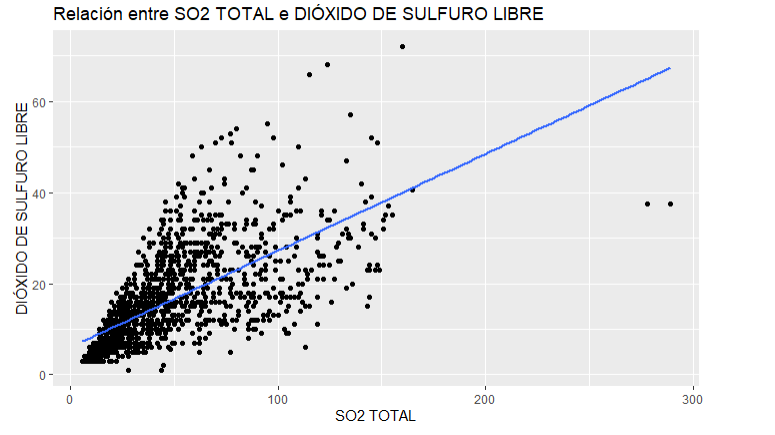 Relación entre SO2 TOTAL e DIÓXIDO DE SULFURO LIBRE
DIÓXIDO DE SULFURO LIBRE
60
40
20
0
0 100 200 300
SO2 TOTAL